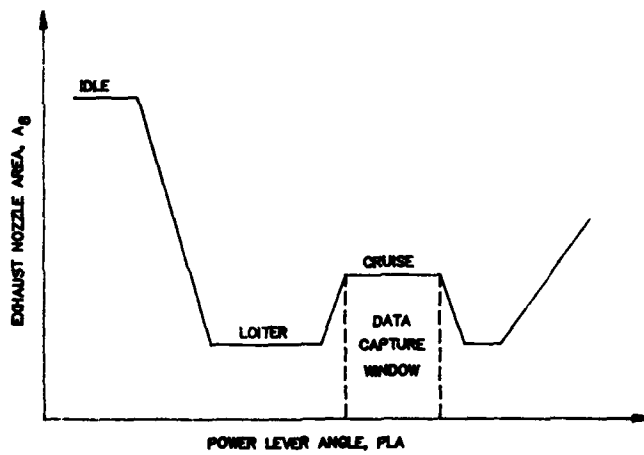 IDLE
EXHAUST NOZZLE AREA, A8
CRUISE
LOITER
DATA
CAPTURE
WINDOW
POWER LEVER ANGLE, PLA